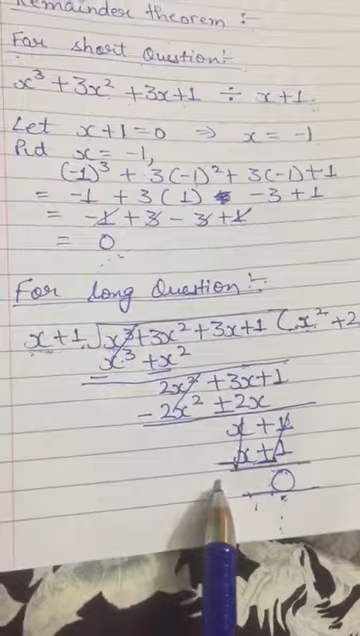 Remainder theorem :-
For short Question:-
x³ + 3x² + 3x + 1 ÷ x + 1.
Let x + 1 = 0 ⇒ x = -1
Put x = -1,
(-1)³ + 3(-1)² + 3(-1) + 1
= -1 + 3(1) - 3 + 1
= -1 + 3 - 3 + 1
= 0
For long Question:-
x + 1 √ x³ + 3x² + 3x + 1 ( x² + 2
x³ + x²
2x² + 3x + 1
- 2x² ± 2x
x + 1
x + 1
0